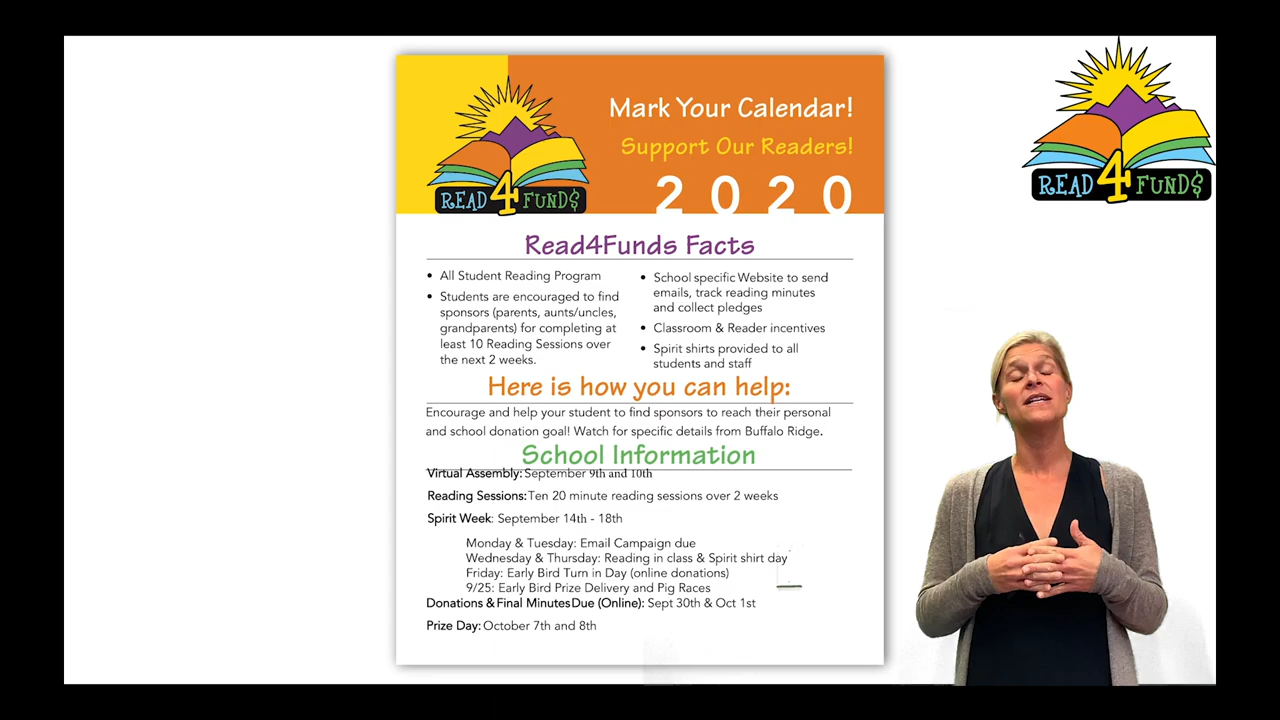 Mark Your Calendar!
Support Our Readers!
2020
READ 4 FUND$
READ 4 FUND$
Read4Funds Facts
• All Student Reading Program
• Students are encouraged to find
sponsors (parents, aunts/uncles,
grandparents) for completing at
least 10 Reading Sessions over
the next 2 weeks.
• School specific Website to send
emails, track reading minutes
and collect pledges
• Classroom & Reader incentives
• Spirit shirts provided to all
students and staff
Here is how you can help:
Encourage and help your student to find sponsors to reach their personal
and school donation goal! Watch for specific details from Buffalo Ridge.
School Information
Virtual Assembly: September 9th and 10th
Reading Sessions: Ten 20 minute reading sessions over 2 weeks
Spirit Week: September 14th - 18th
Monday & Tuesday: Email Campaign due
Wednesday & Thursday: Reading in class & Spirit shirt day
Friday: Early Bird Turn in Day (online donations)
9/25: Early Bird Prize Delivery and Pig Races
Donations & Final Minutes Due (Online): Sept 30th & Oct 1st
Prize Day: October 7th and 8th